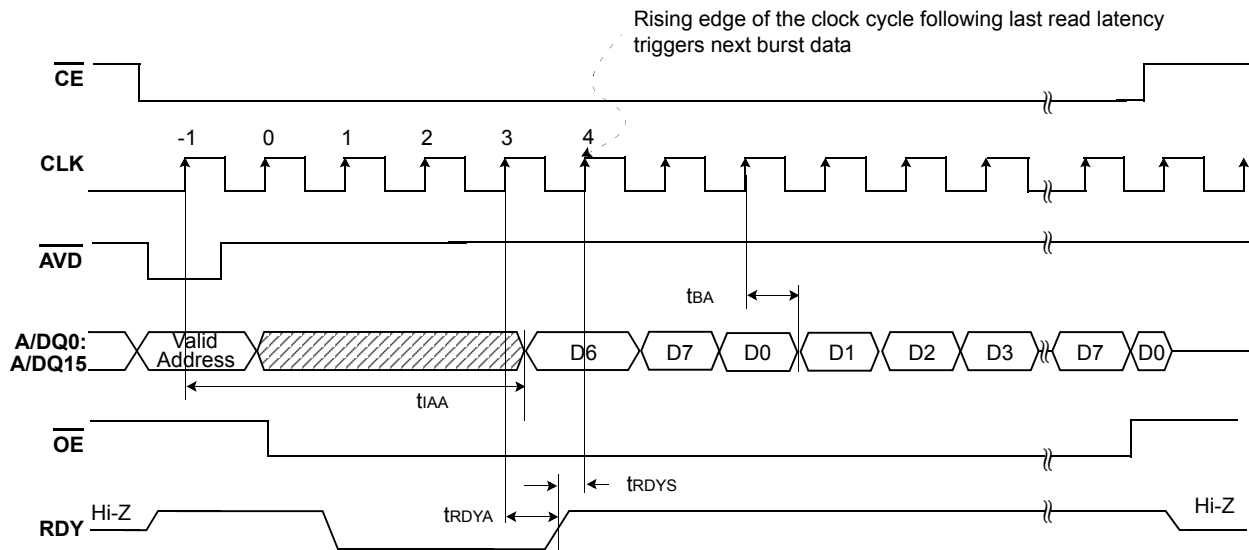 Rising edge of the clock cycle following last read latency
triggers next burst data
CE
-1 0 1 2 3 4
CLK
AVD
tBA
A/DQ0:
A/DQ15
Valid
Address
D6 D7 D0 D1 D2 D3 D7 D0
tIAA
OE
tRDYS
tRDYA
Hi-Z
RDY
Hi-Z